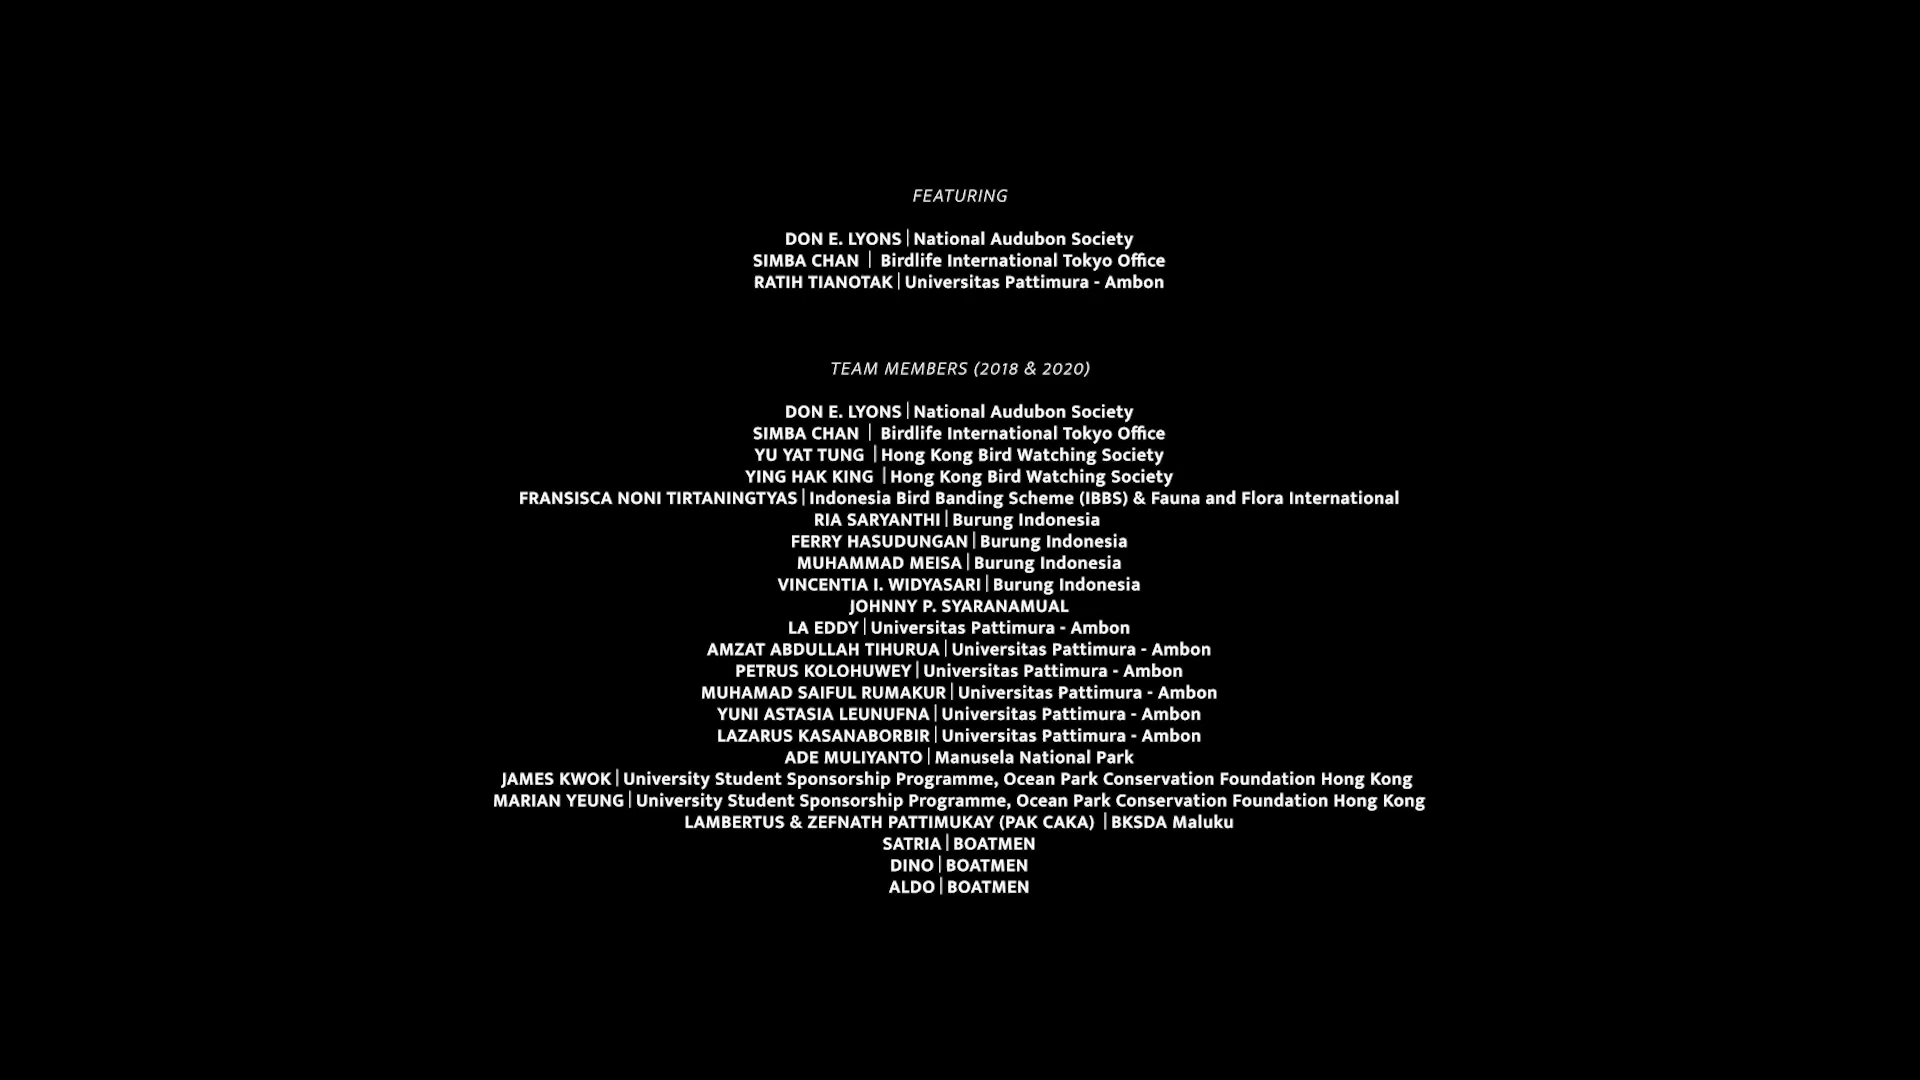 FEATURING
DON E. LYONS | National Audubon Society
SIMBA CHAN | Birdlife International Tokyo Office
RATIH TIANOTAK | Universitas Pattimura - Ambon
TEAM MEMBERS (2018 & 2020)
DON E. LYONS | National Audubon Society
SIMBA CHAN | Birdlife International Tokyo Office
YU YAT TUNG | Hong Kong Bird Watching Society
YING HAK KING | Hong Kong Bird Watching Society
FRANSISCA NONI TIRTANINGTYAS | Indonesia Bird Banding Scheme (IBBS) & Fauna and Flora International
RIA SARYANTHI | Burung Indonesia
FERRY HASUDUNGAN | Burung Indonesia
MUHAMMAD MEISA | Burung Indonesia
VINCENTIA I. WIDYASARI | Burung Indonesia
JOHNNY P. SYARANAMUAL
LA EDDY | Universitas Pattimura - Ambon
AMZAT ABDULLAH TIHURUA | Universitas Pattimura - Ambon
PETRUS KOLOHUWEY | Universitas Pattimura - Ambon
MUHAMAD SAIFUL RUMAKUR | Universitas Pattimura - Ambon
YUNI ASTASIA LEUNUFNA | Universitas Pattimura - Ambon
LAZARUS KASANABORBIR | Universitas Pattimura - Ambon
ADE MULIYANTO | Manusela National Park
JAMES KWOK | University Student Sponsorship Programme, Ocean Park Conservation Foundation Hong Kong
MARIAN YEUNG | University Student Sponsorship Programme, Ocean Park Conservation Foundation Hong Kong
LAMBERTUS & ZEFNATH PATTIMUKAY (PAK CAKA) | BKSDA Maluku
SATRIA | BOATMEN
DINO | BOATMEN
ALDO | BOATMEN